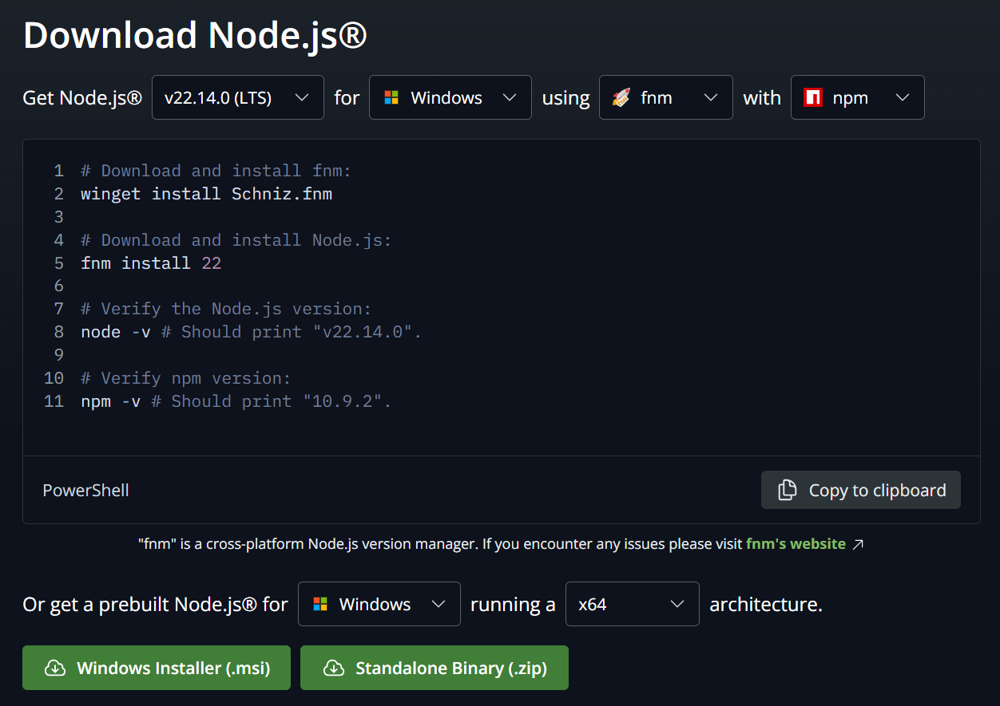 Download Node.js®
Get Node.js® v22.14.0 (LTS) for Windows using fnm with npm
1 # Download and install fnm:
2 winget install Schniz.fnm
3
4 # Download and install Node.js:
5 fnm install 22
6
7 # Verify the Node.js version:
8 node -v # Should print "v22.14.0".
9
10 # Verify npm version:
11 npm -v # Should print "10.9.2".
PowerShell Copy to clipboard
"fnm" is a cross-platform Node.js version manager. If you encounter any issues please visit fnm's website
Or get a prebuilt Node.js® for Windows running a x64 architecture.
Windows Installer (.msi) Standalone Binary (.zip)